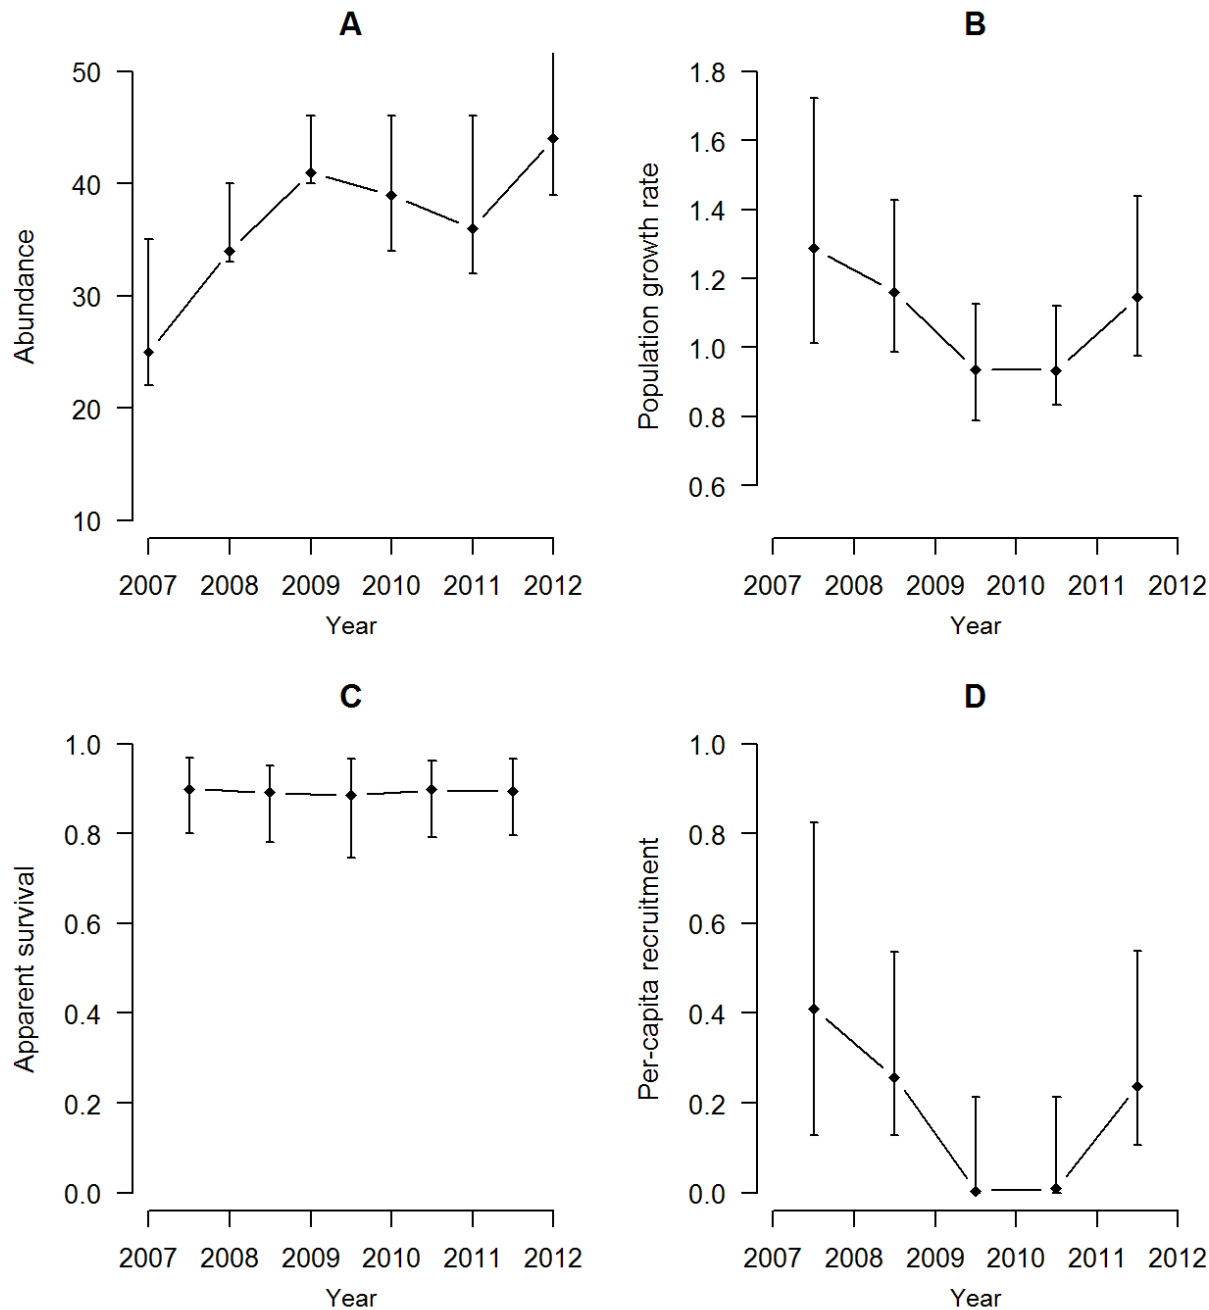 A
Abundance
50
40
30
20
10
2007 2008 2009 2010 2011 2012
Year
B
Population growth rate
1.8
1.6
1.4
1.2
1.0
0.8
0.6
2007 2008 2009 2010 2011 2012
Year
C
Apparent survival
1.0
0.8
0.6
0.4
0.2
0.0
2007 2008 2009 2010 2011 2012
Year
D
Per-capita recruitment
1.0
0.8
0.6
0.4
0.2
0.0
2007 2008 2009 2010 2011 2012
Year